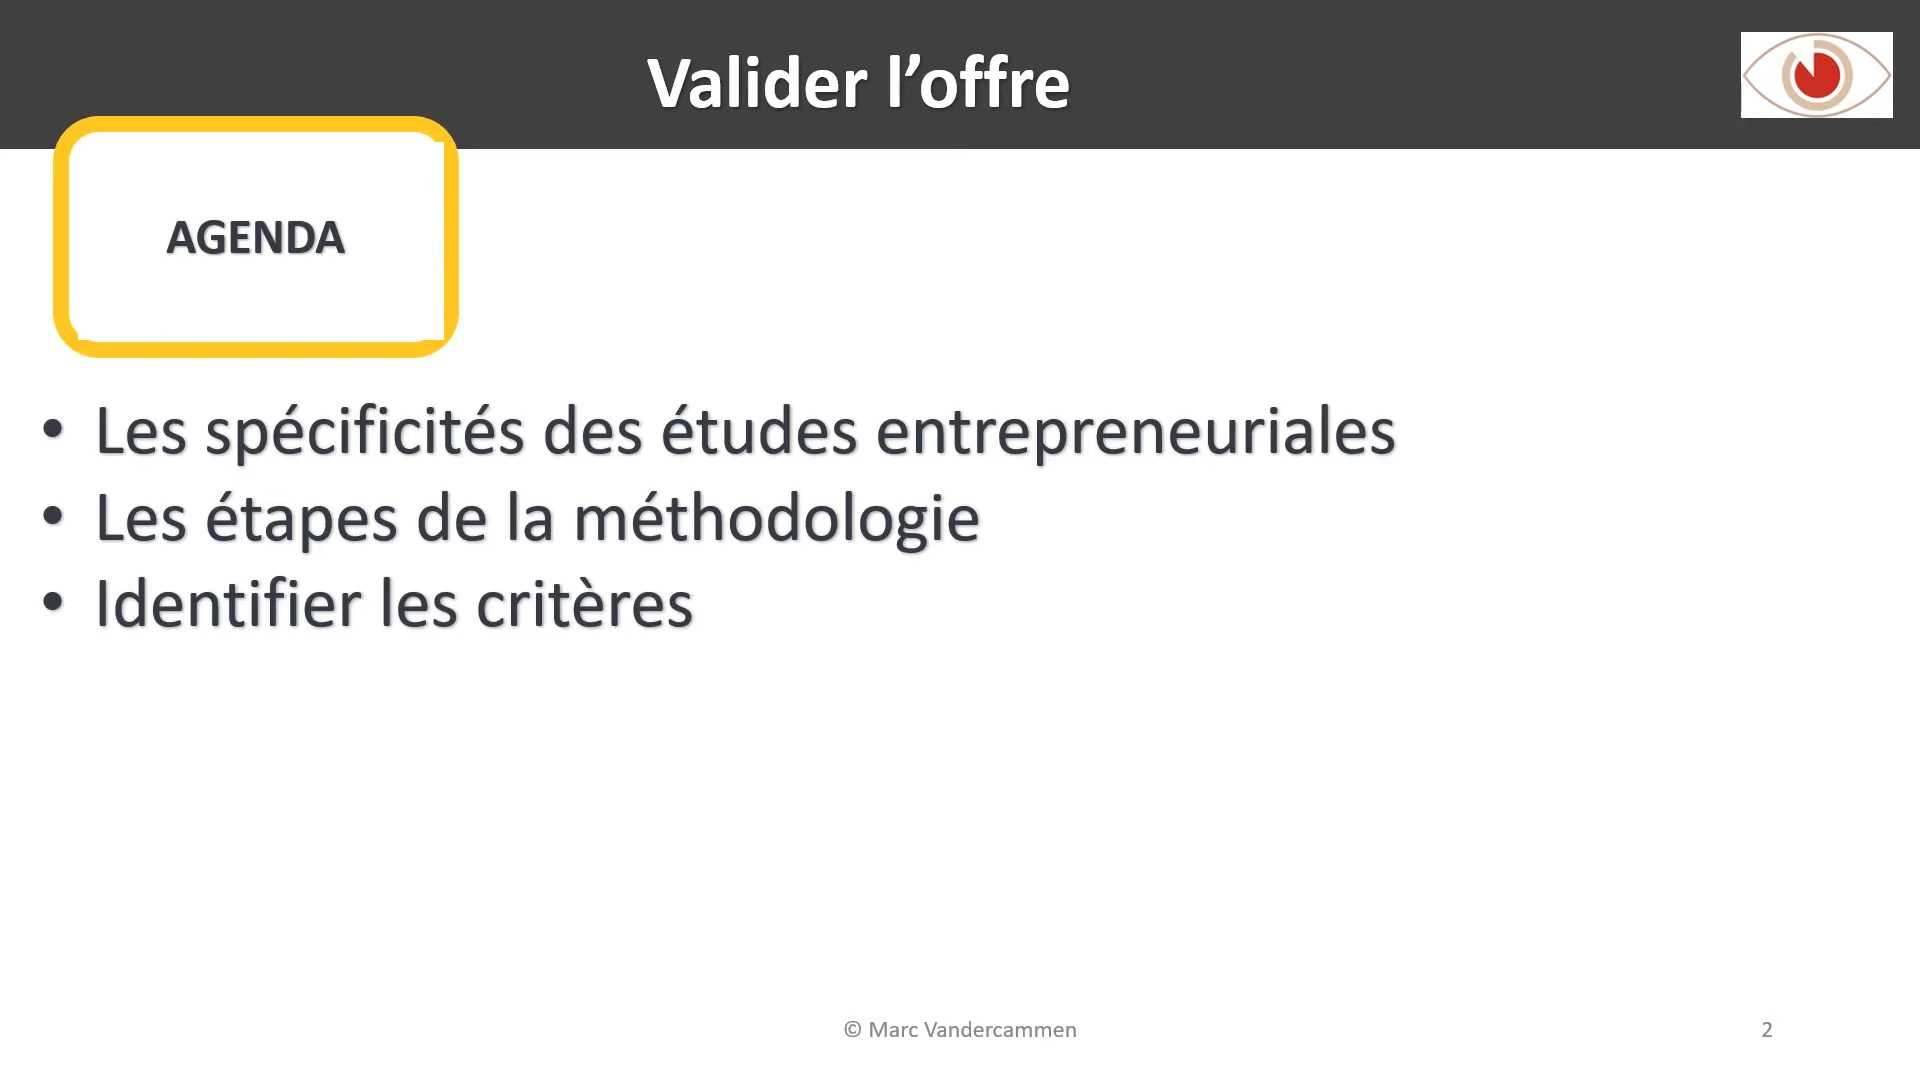 Valider l’offre
AGENDA
• Les spécificités des études entrepreneuriales
• Les étapes de la méthodologie
• Identifier les critères
© Marc Vandercammen
2